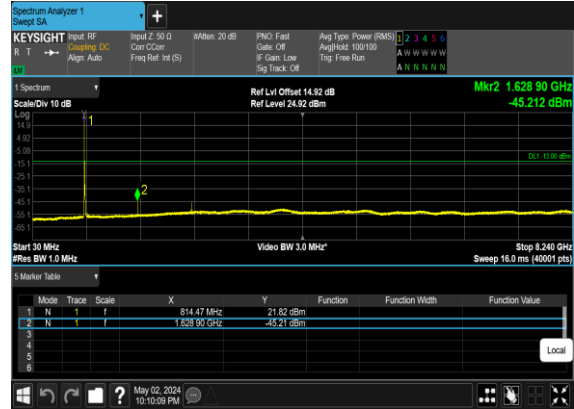 Spectrum Analyzer 1
Swept SA
KEYSIGHT Input: RF Input Z: 50 Ω #Atten: 20 dB PNO: Fast Avg Type: Power (RMS) 1 2 3 4 5 6
R T Coupling: DC Corr CCorr Gate: Off Avg|Hold: 100/100 A W W W W W
Align: Auto Freq Ref: Int (S) IF Gain: Low Trig: Free Run
Sig Track: Off A N N N N N
LM
1 Spectrum Ref Lvl Offset 14.92 dB Mkr2 1.628 90 GHz
Scale/Div 10 dB Ref Level 24.92 dBm -45.212 dBm
Log
14.9
4.92
-5.08
-15.1
-25.1
-35.1
-45.1
-55.1
-65.1
1
2
DL1 -13.00 dBm
Start 30 MHz Video BW 3.0 MHz* Stop 8.240 GHz
#Res BW 1.0 MHz Sweep 16.0 ms (40001 pts)
5 Marker Table
Mode Trace Scale X Y Function Function Width Function Value
1 N 1 f 814.47 MHz 21.82 dBm
2 N 1 f 1.628 90 GHz -45.21 dBm
3
4
5
6
Local
? May 02, 2024
10:10:09 PM